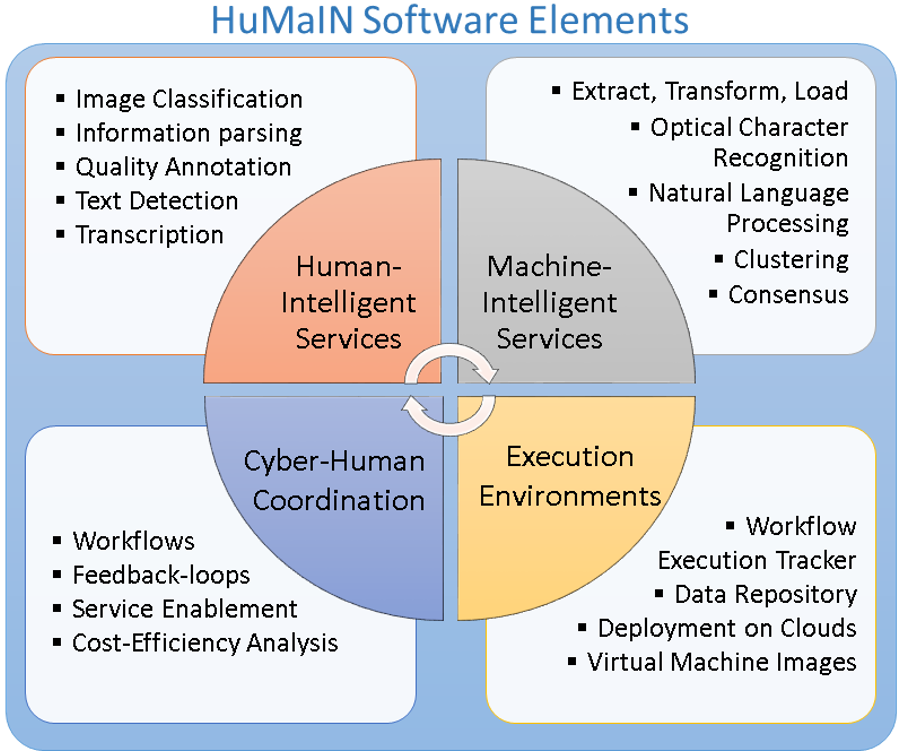 HuMaIN Software Elements
▪ Image Classification
▪ Information parsing
▪ Quality Annotation
▪ Text Detection
▪ Transcription
▪ Extract, Transform, Load
▪ Optical Character
Recognition
▪ Natural Language
Processing
▪ Clustering
▪ Consensus
Human-
Intelligent
Services
Machine-
Intelligent
Services
Cyber-Human
Coordination
Execution
Environments
▪ Workflows
▪ Feedback-loops
▪ Service Enablement
▪ Cost-Efficiency Analysis
▪ Workflow
Execution Tracker
▪ Data Repository
▪ Deployment on Clouds
▪ Virtual Machine Images